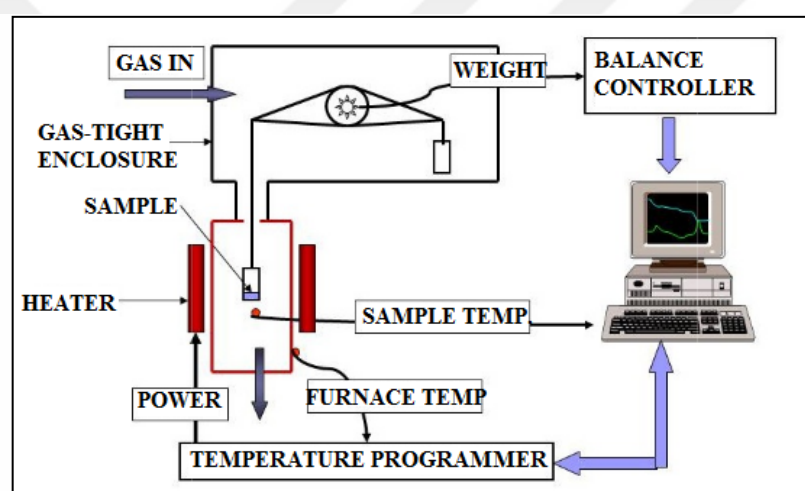 GAS IN
WEIGHT
BALANCE
CONTROLLER
GAS-TIGHT
ENCLOSURE
SAMPLE
HEATER
SAMPLE TEMP
POWER
FURNACE TEMP
TEMPERATURE PROGRAMMER